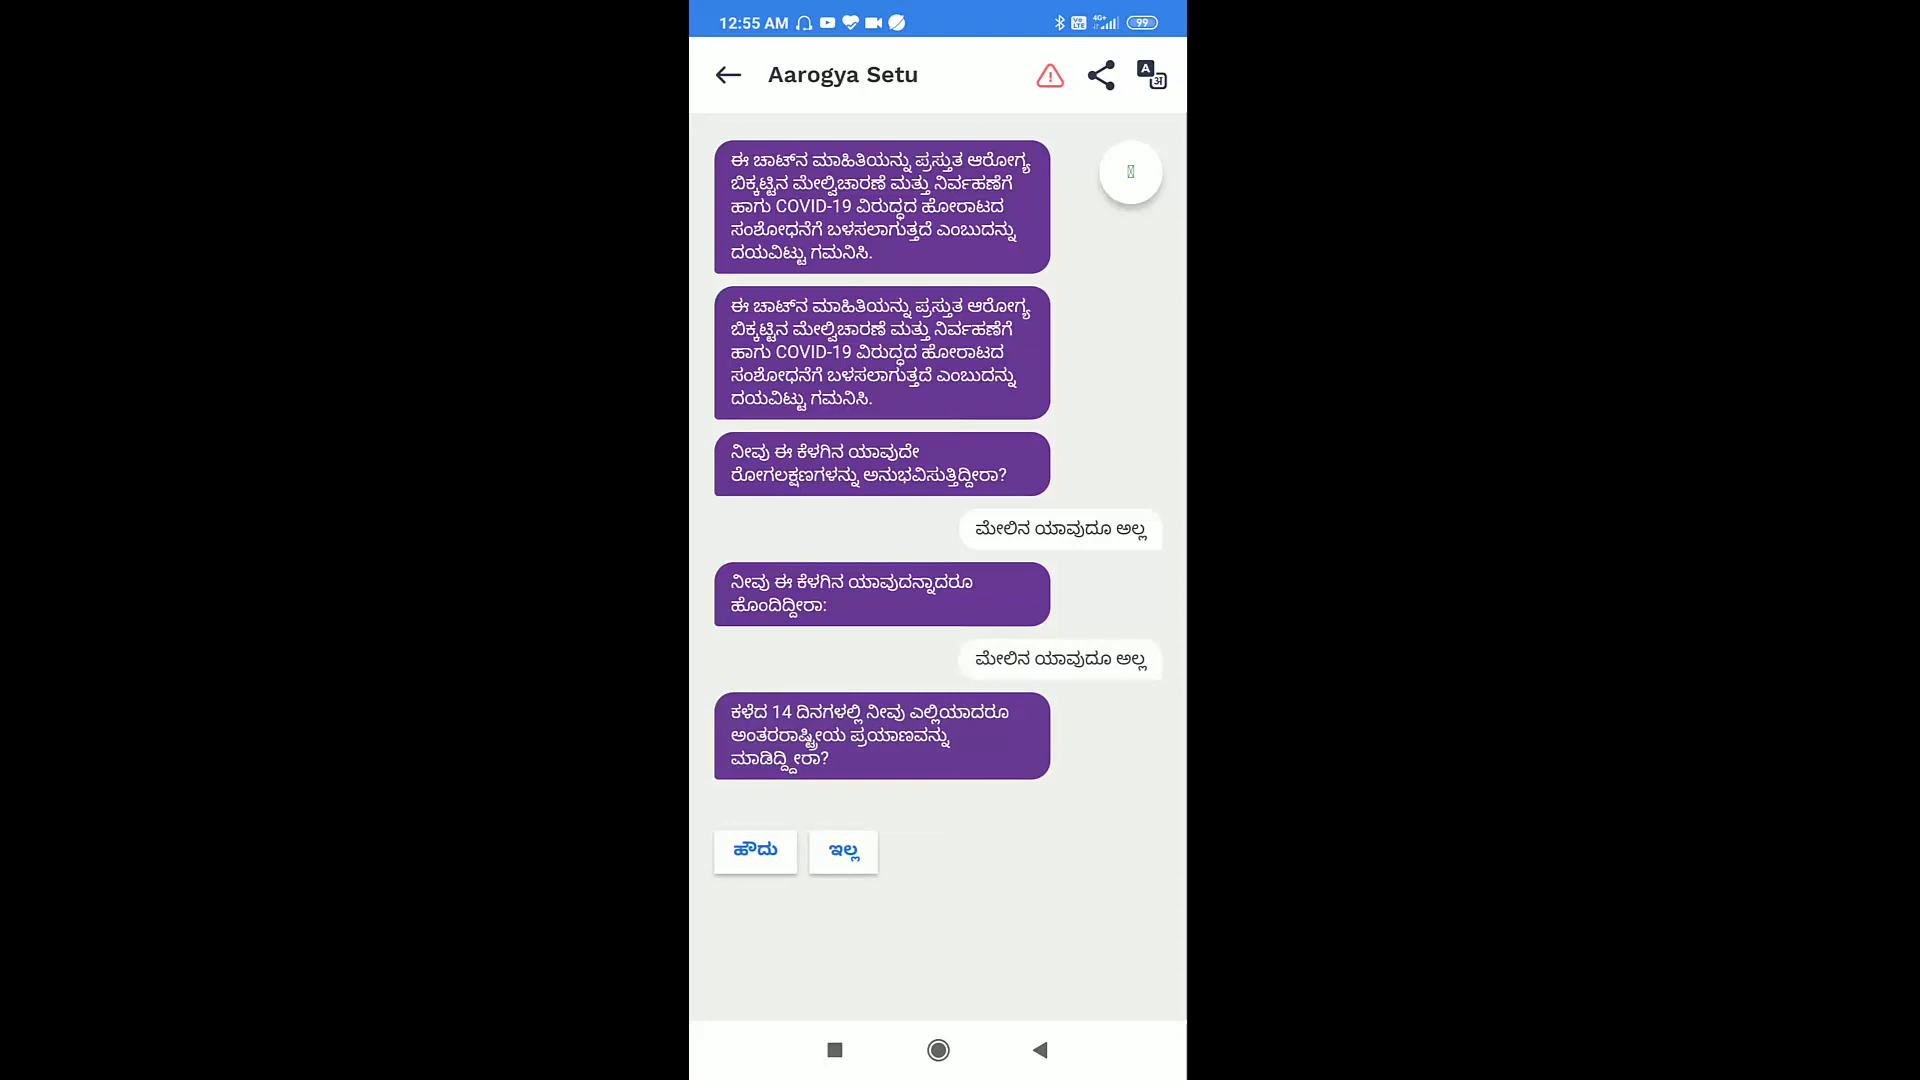 12:55 AM
99
Aarogya Setu
ಈ ಚಾಟ್‌ನ ಮಾಹಿತಿಯನ್ನು ಪ್ರಸ್ತುತ ಆರೋಗ್ಯ
ಬಿಕ್ಕಟ್ಟಿನ ಮೇಲ್ವಿಚಾರಣೆ ಮತ್ತು ನಿರ್ವಹಣೆಗೆ
ಹಾಗು COVID-19 ವಿರುದ್ಧದ ಹೋರಾಟದ
ಸಂಶೋಧನೆಗೆ ಬಳಸಲಾಗುತ್ತದೆ ಎಂಬುದನ್ನು
ದಯವಿಟ್ಟು ಗಮನಿಸಿ.
ಈ ಚಾಟ್‌ನ ಮಾಹಿತಿಯನ್ನು ಪ್ರಸ್ತುತ ಆರೋಗ್ಯ
ಬಿಕ್ಕಟ್ಟಿನ ಮೇಲ್ವಿಚಾರಣೆ ಮತ್ತು ನಿರ್ವಹಣೆಗೆ
ಹಾಗು COVID-19 ವಿರುದ್ಧದ ಹೋರಾಟದ
ಸಂಶೋಧನೆಗೆ ಬಳಸಲಾಗುತ್ತದೆ ಎಂಬುದನ್ನು
ದಯವಿಟ್ಟು ಗಮನಿಸಿ.
ನೀವು ಈ ಕೆಳಗಿನ ಯಾವುದೇ
ರೋಗಲಕ್ಷಣಗಳನ್ನು ಅನುಭವಿಸುತ್ತಿದ್ದೀರಾ?
ಮೇಲಿನ ಯಾವುದೂ ಅಲ್ಲ
ನೀವು ಈ ಕೆಳಗಿನ ಯಾವುದನ್ನಾದರೂ
ಹೊಂದಿದ್ದೀರಾ:
ಮೇಲಿನ ಯಾವುದೂ ಅಲ್ಲ
ಕಳೆದ 14 ದಿನಗಳಲ್ಲಿ ನೀವು ಎಲ್ಲಿಯಾದರೂ
ಅಂತರರಾಷ್ಟ್ರೀಯ ಪ್ರಯಾಣವನ್ನು
ಮಾಡಿದ್ದ್ದೀರಾ?
ಹೌದು
ಇಲ್ಲ